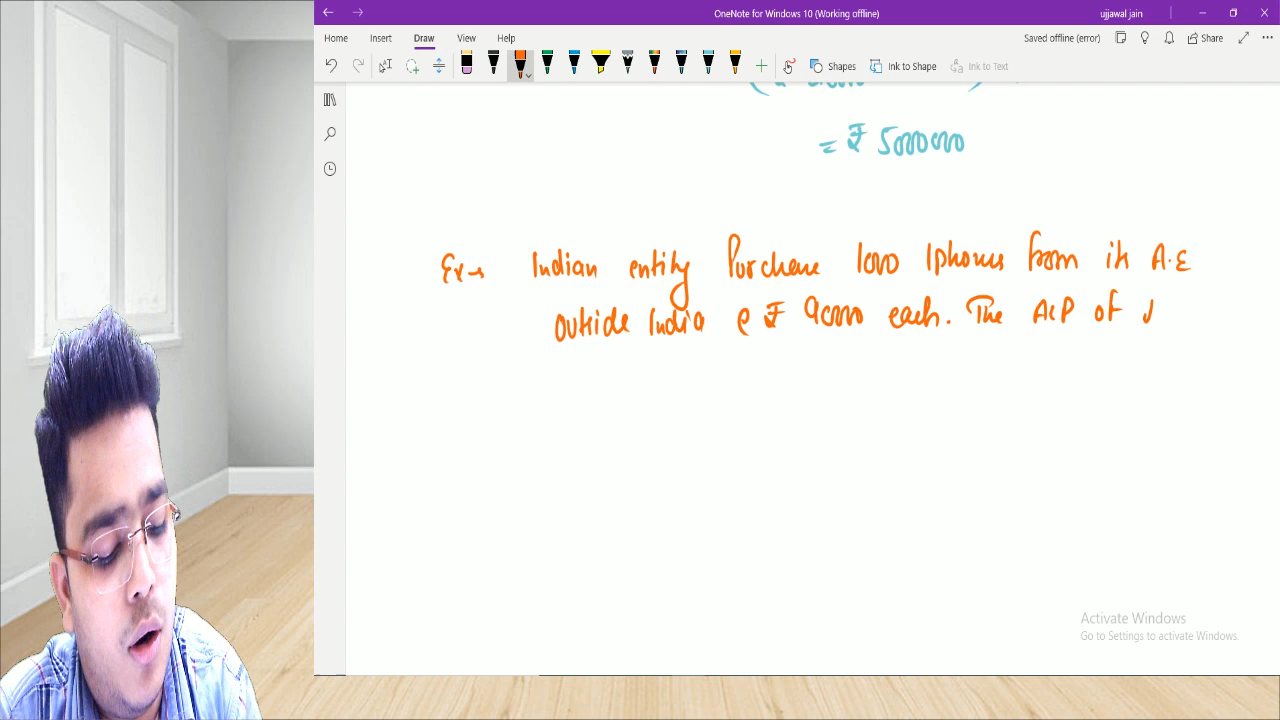 OneNote for Windows 10 (Working offline)
ujjawal jain
Home Insert Draw View Help
Saved offline (error)
Share
Shapes
Ink to Shape
Ink to Text
= ₹ 5000000
Ex→ Indian entity Purchase 1000 Iphones from its A.E
outside India @ ₹ 90000 each. The ALP of
Activate Windows
Go to Settings to activate Windows.